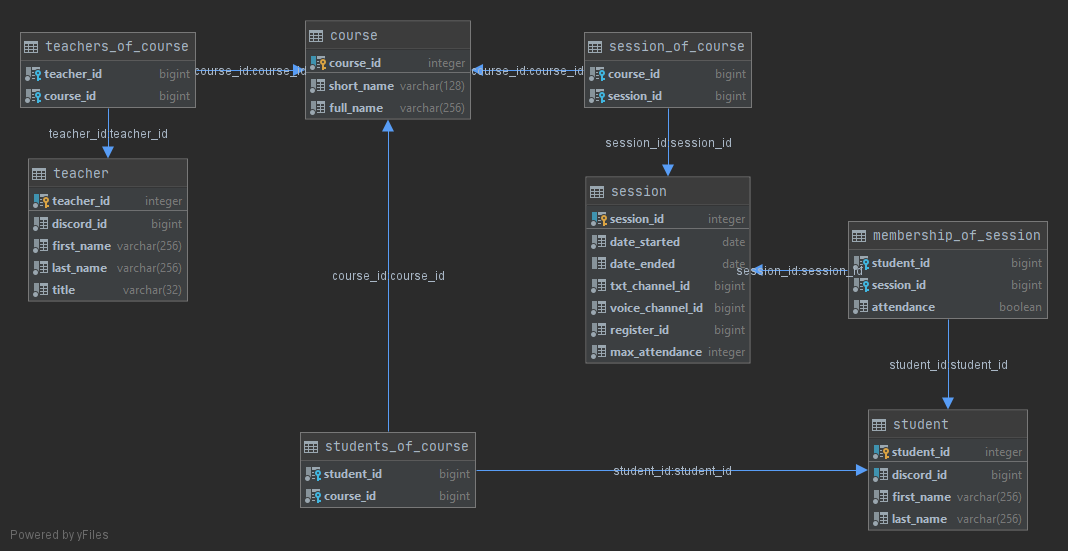 teachers_of_course
teacher_id bigint
course_id bigint
course
course_id integer
short_name varchar(128)
full_name varchar(256)
session_of_course
course_id bigint
session_id bigint
course_id:course_id
course_id:course_id
teacher_id:teacher_id
session_id:session_id
teacher
teacher_id integer
discord_id bigint
first_name varchar(256)
last_name varchar(256)
title varchar(32)
session
session_id integer
date_started date
date_ended date
txt_channel_id bigint
voice_channel_id bigint
register_id bigint
max_attendance integer
membership_of_session
student_id bigint
session_id bigint
attendance boolean
session_id:session_id
course_id:course_id
student_id:student_id
students_of_course
student_id bigint
course_id bigint
student_id:student_id
student
student_id integer
discord_id bigint
first_name varchar(256)
last_name varchar(256)
Powered by yFiles